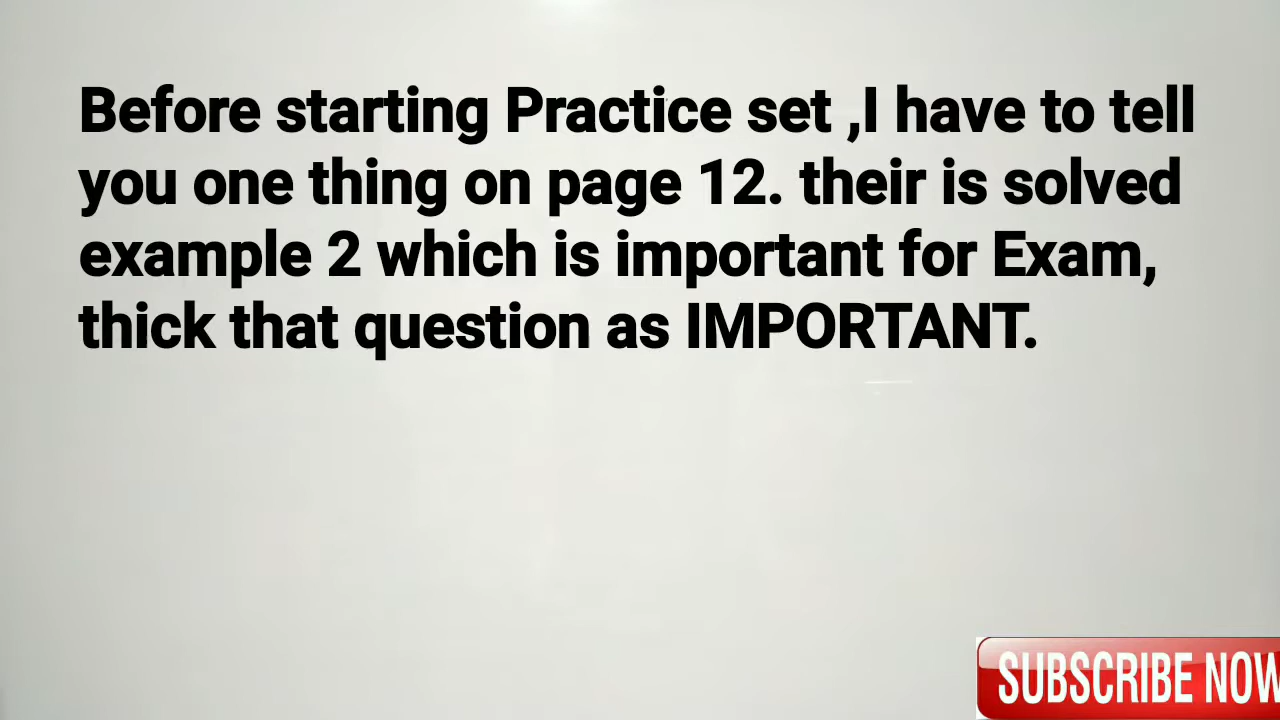 Before starting Practice set ,I have to tell
you one thing on page 12. their is solved
example 2 which is important for Exam,
thick that question as IMPORTANT.
SUBSCRIBE NOW